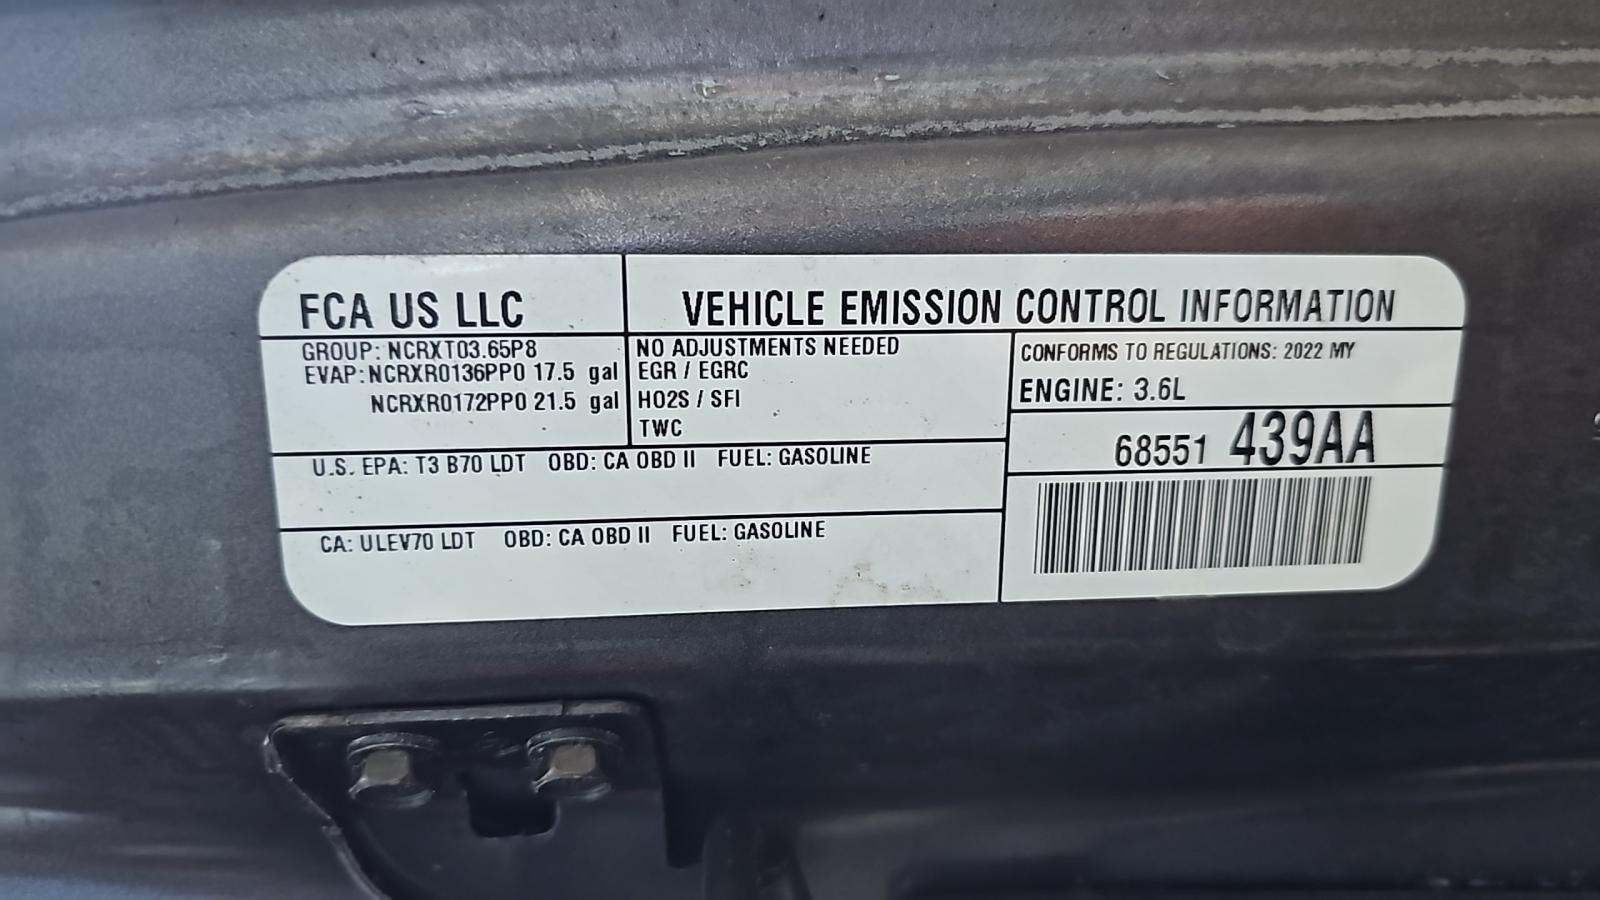 FCA US LLC
VEHICLE EMISSION CONTROL INFORMATION
GROUP: NCRXT03.65P8
EVAP: NCRXR0136PP0 17.5 gal
NCRXR0172PP0 21.5 gal
NO ADJUSTMENTS NEEDED
EGR / EGRC
HO2S / SFI
TWC
CONFORMS TO REGULATIONS: 2022 MY
ENGINE: 3.6L
68551 439AA
U.S. EPA: T3 B70 LDT OBD: CA OBD II FUEL: GASOLINE
CA: ULEV70 LDT OBD: CA OBD II FUEL: GASOLINE